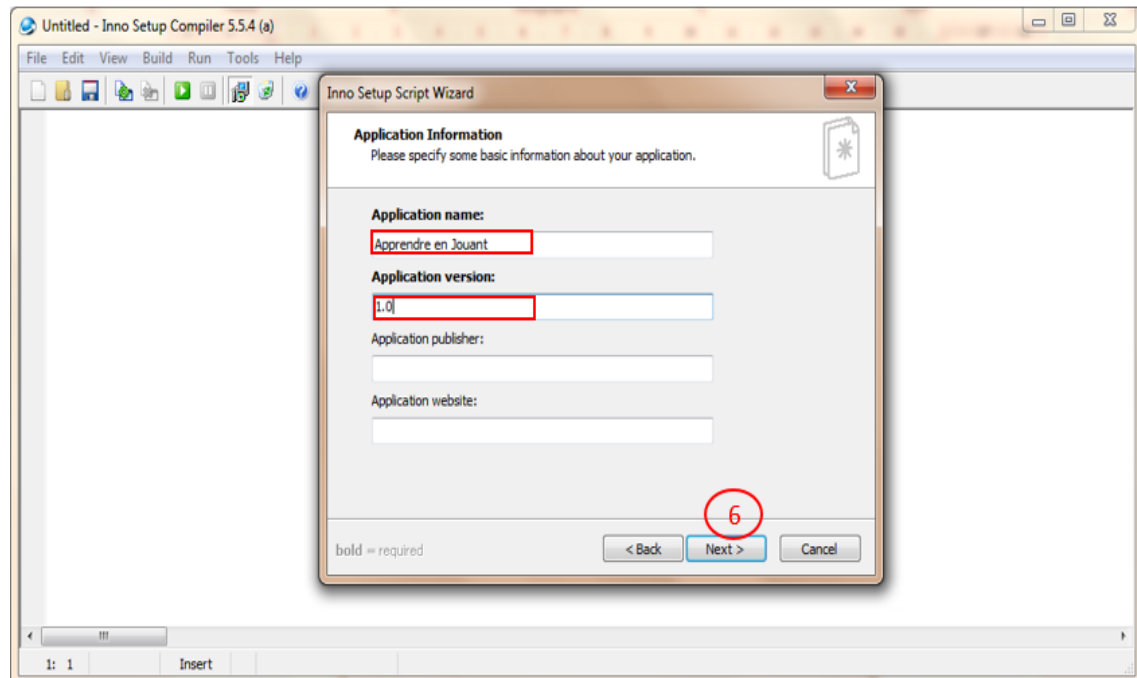 Untitled - Inno Setup Compiler 5.5.4 (a)
File Edit View Build Run Tools Help
Inno Setup Script Wizard
Application Information
Please specify some basic information about your application.
Application name:
Apprendre en Jouant
Application version:
1.0
Application publisher:
Application website:
6
bold = required
< Back Next > Cancel
1: 1 Insert